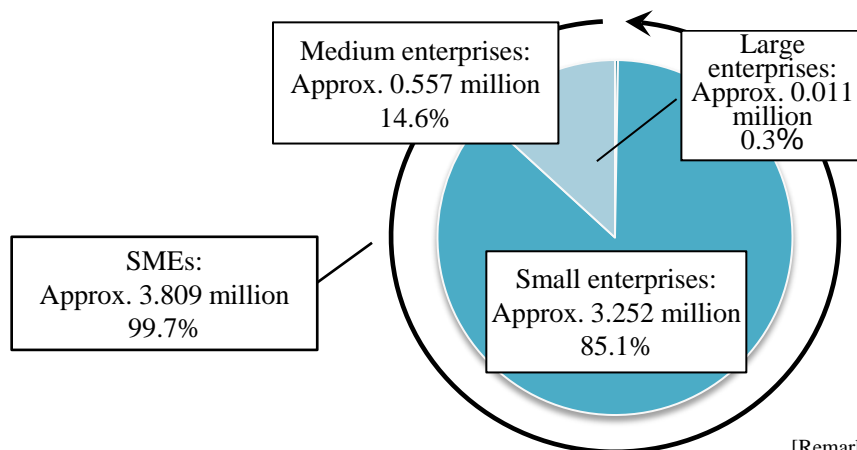 Medium enterprises:
Approx. 0.557 million
14.6%
Large
enterprises:
Approx. 0.011
million
0.3%
SMEs:
Approx. 3.809 million
99.7%
Small enterprises:
Approx. 3.252 million
85.1%